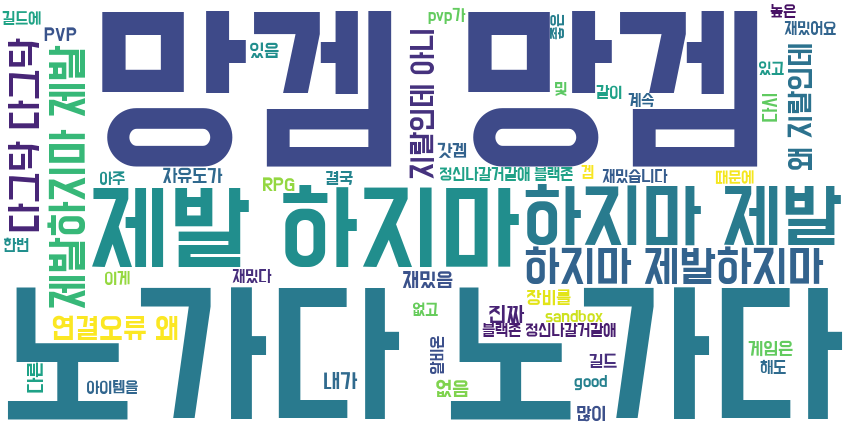 길드에
PVP
망겜 망겜
pvp가
높은
재밌어요
있음
다그닥 다그닥
제발하지마 제발
지랄인데 아니
및
같이
계속
있고
다시
왜 지랄인데
갓겜
아주
자유도가
RPG
결국
정신나갈거같애 블랙존
겜
재밌습니다
때문에
제발 하지마
하지마 제발
한번
하지마 제발하지마
이게
재밌다
재밌음
없고
장비를
진짜
sandbox
연결오류 왜
블랙존 정신나갈거같애
노가다 노가다
다른
아이템을
내가
알비온
없음
길드
good
많이
게임은
해도